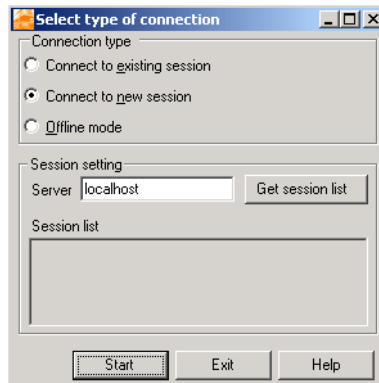 Select type of connection
Connection type
Connect to existing session
Connect to new session
Offline mode
Session setting
Server localhost Get session list
Session list
Start Exit Help